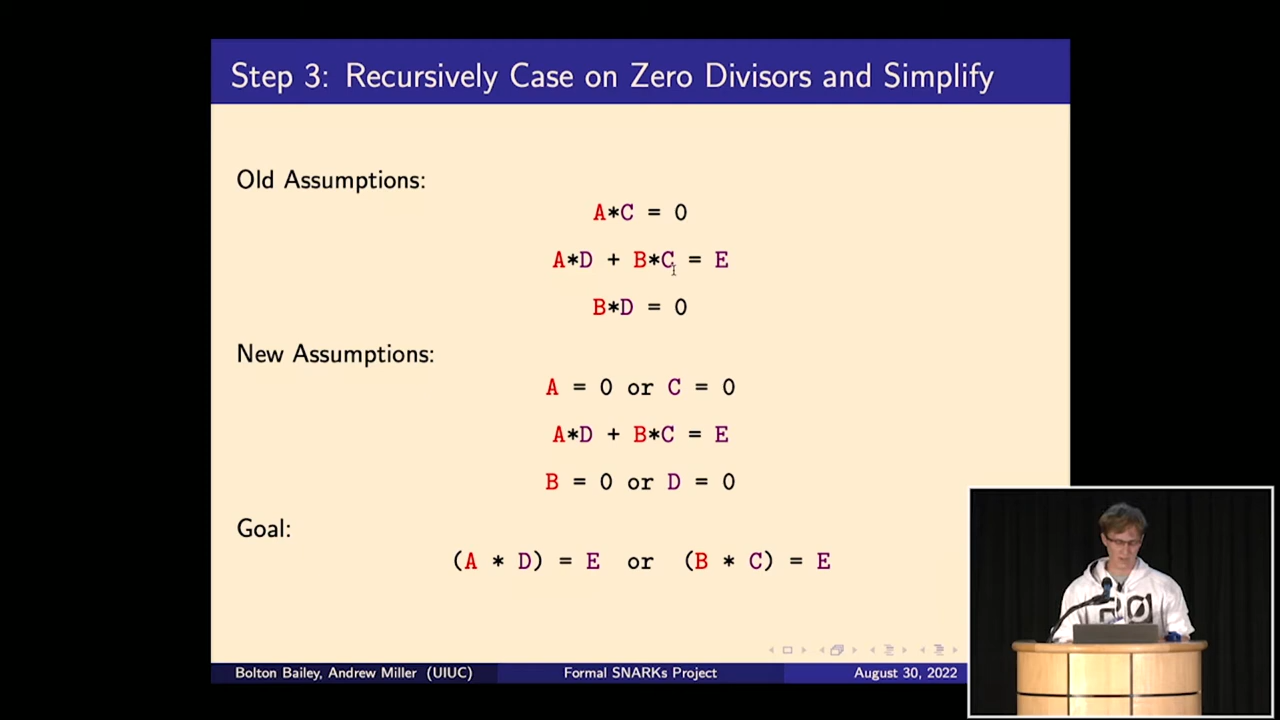 Step 3: Recursively Case on Zero Divisors and Simplify
Old Assumptions:
A*C = 0
A*D + B*C = E
B*D = 0
New Assumptions:
A = 0 or C = 0
A*D + B*C = E
B = 0 or D = 0
Goal:
(A * D) = E or (B * C) = E
Bolton Bailey, Andrew Miller (UIUC) Formal SNARKs Project August 30, 2022